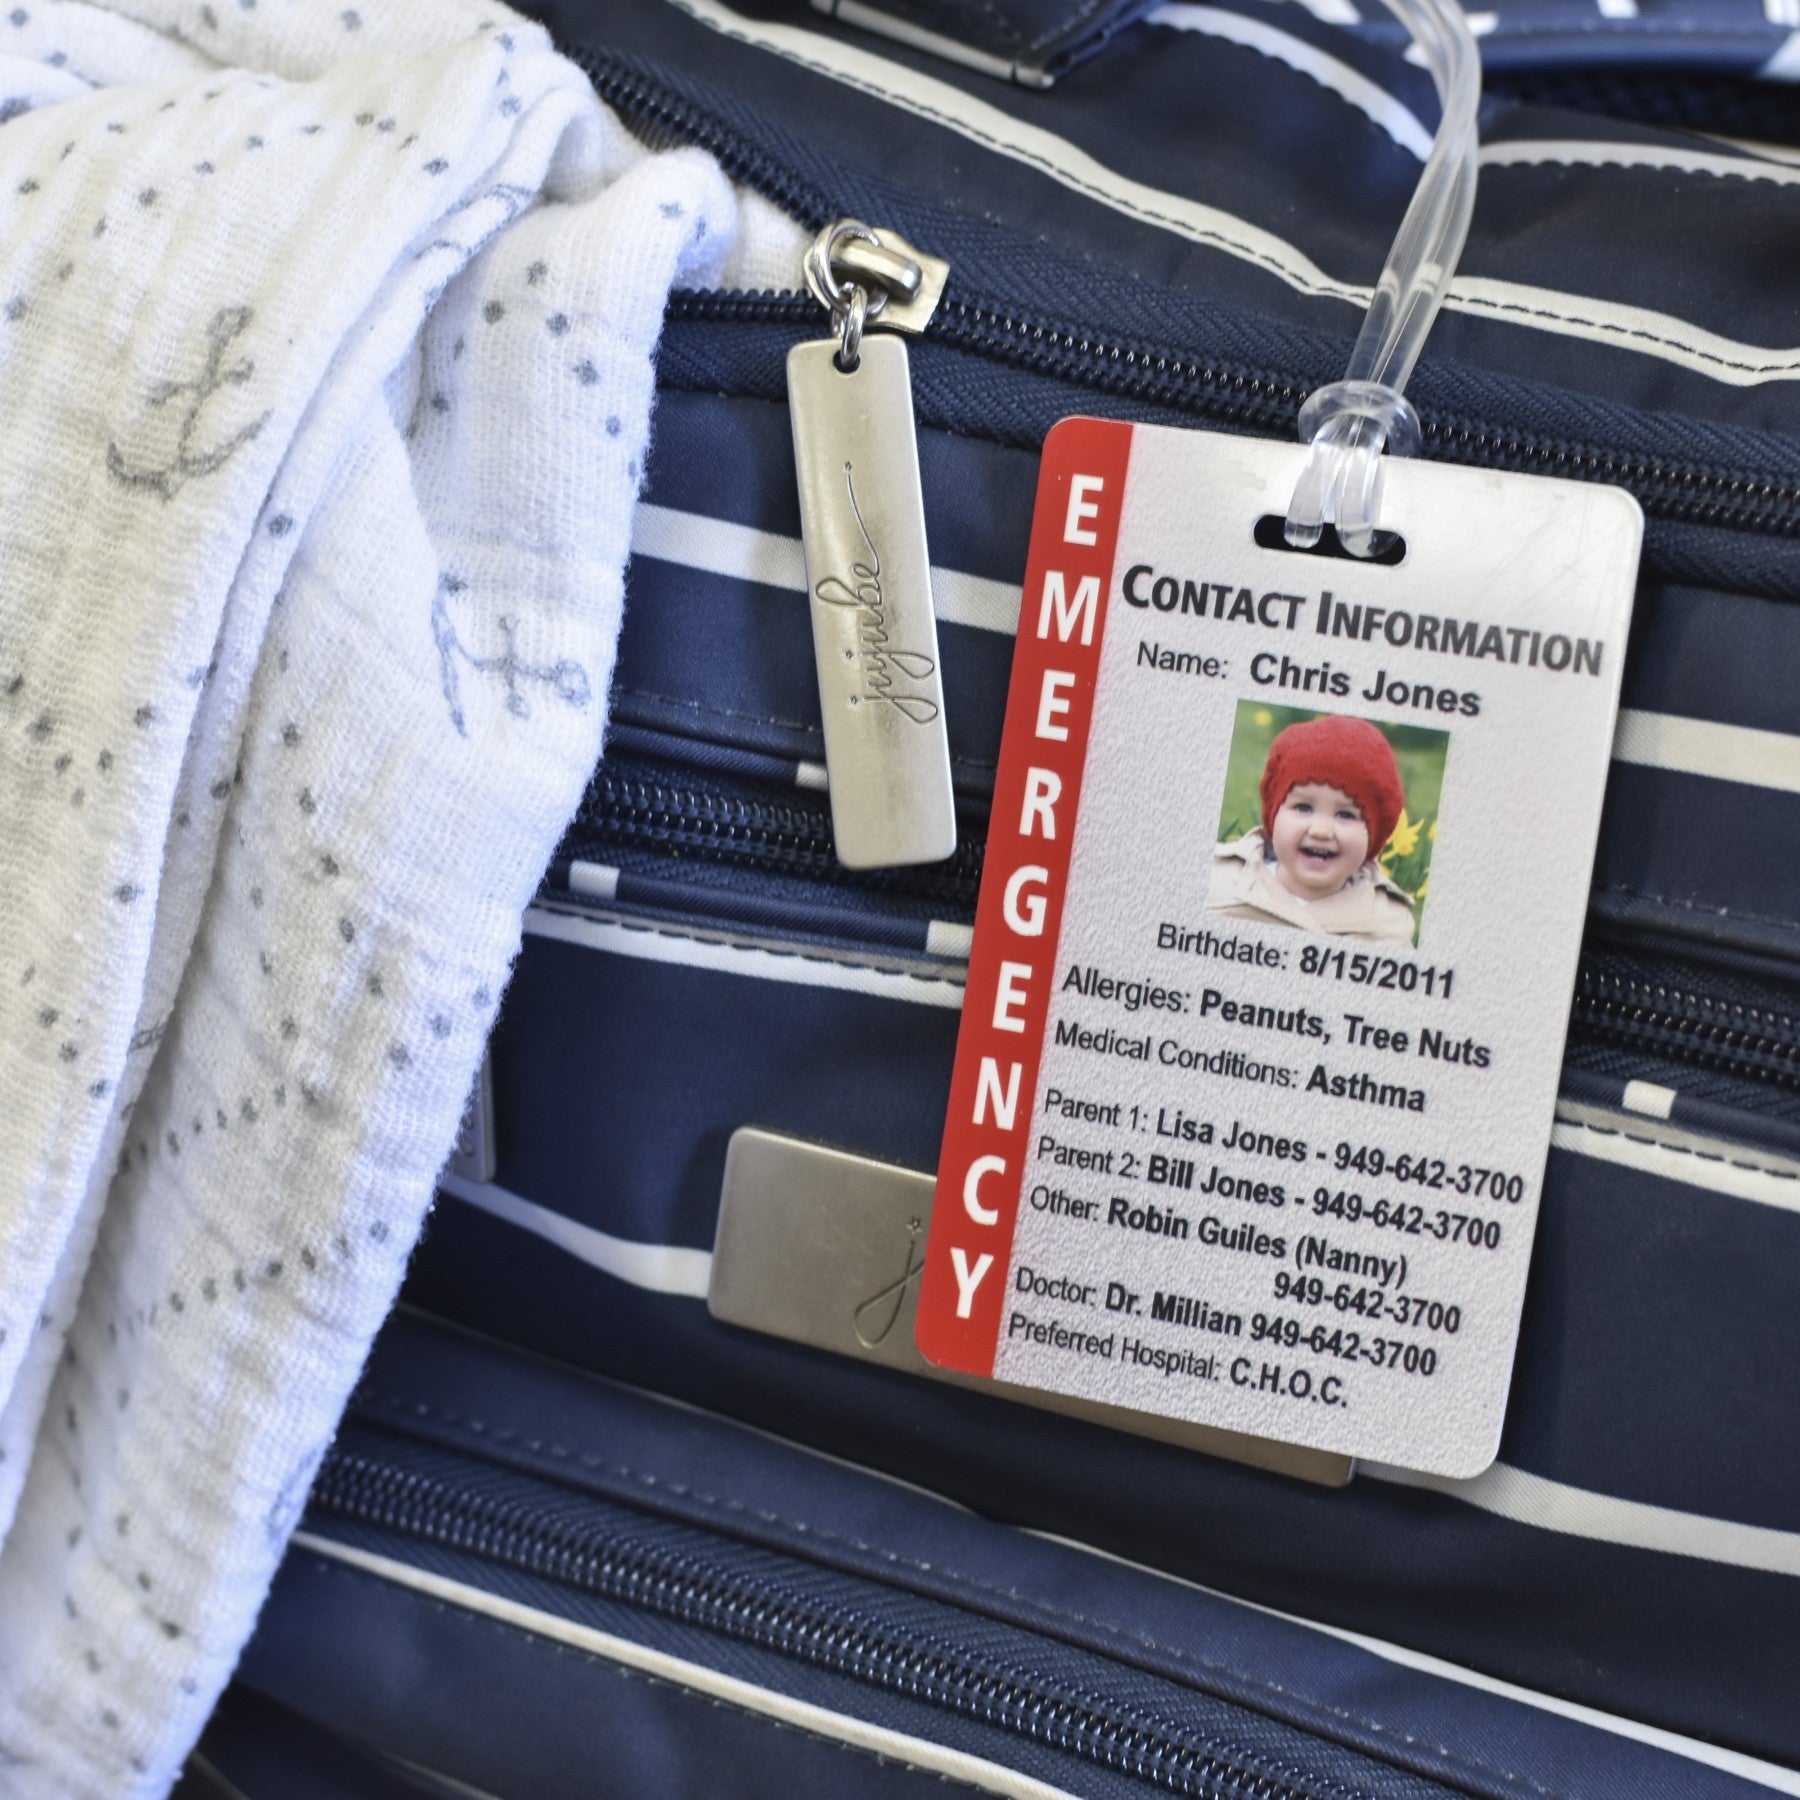 jujube
EMERGENCY
CONTACT INFORMATION
Name: Chris Jones
Birthdate: 8/15/2011
Allergies: Peanuts, Tree Nuts
Medical Conditions: Asthma
Parent 1: Lisa Jones - 949-642-3700
Parent 2: Bill Jones - 949-642-3700
Other: Robin Guiles (Nanny)
949-642-3700
Doctor: Dr. Millian 949-642-3700
Preferred Hospital: C.H.O.C.